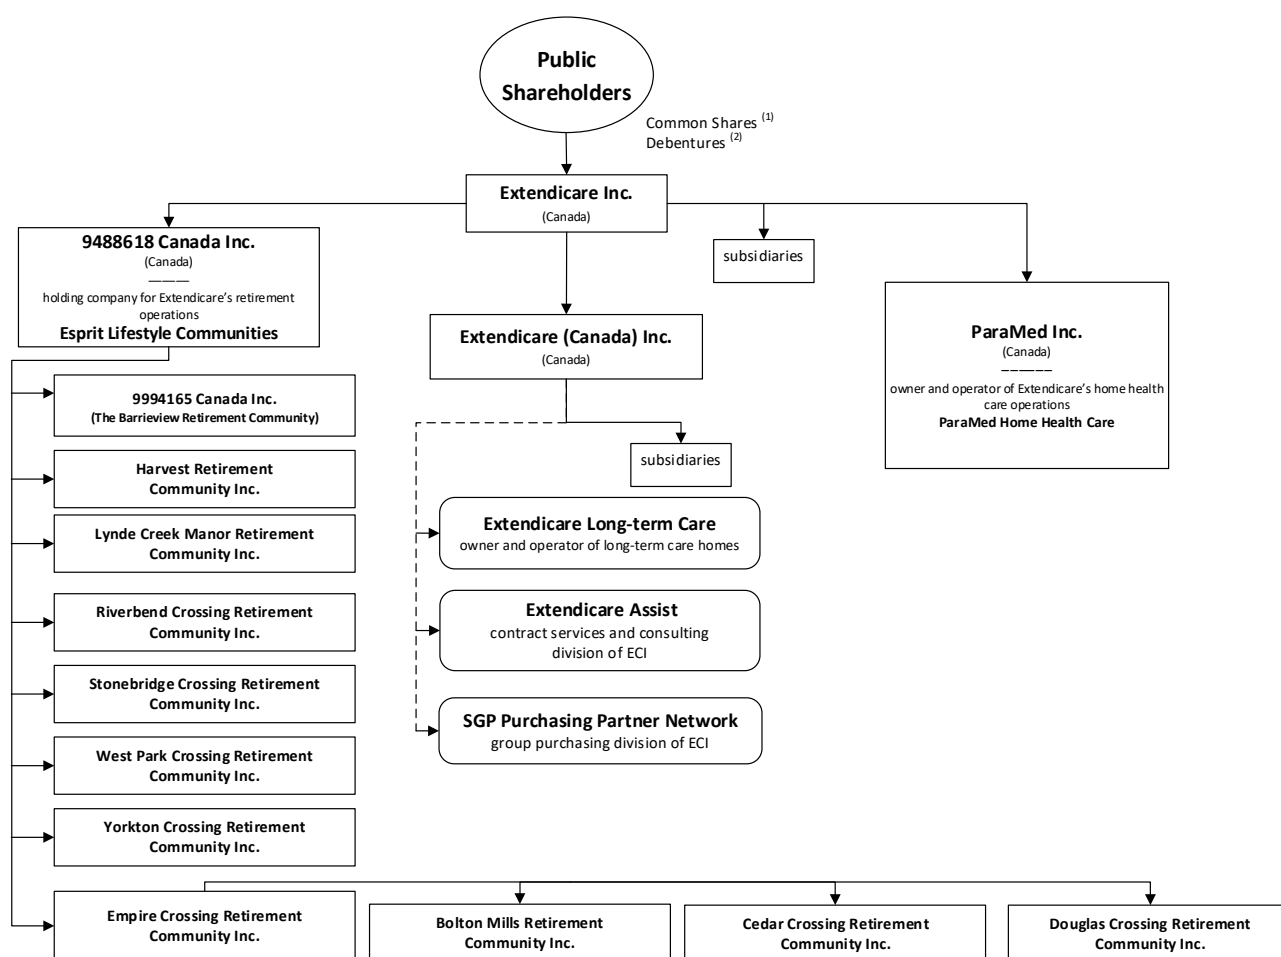 Public
Shareholders
Common Shares (1)
Debentures (2)
Extendicare Inc.
(Canada)
9488618 Canada Inc.
(Canada)
holding company for Extendicare's retirement
operations
Esprit Lifestyle Communities
subsidiaries
Extendicare (Canada) Inc.
(Canada)
ParaMed Inc.
(Canada)
owner and operator of Extendicare's home health
care operations
ParaMed Home Health Care
9994165 Canada Inc.
(The Barrieview Retirement Community)
subsidiaries
Harvest Retirement
Community Inc.
Extendicare Long-term Care
owner and operator of long-term care homes
Lynde Creek Manor Retirement
Community Inc.
Riverbend Crossing Retirement
Community Inc.
Extendicare Assist
contract services and consulting
division of ECI
Stonebridge Crossing Retirement
Community Inc.
SGP Purchasing Partner Network
group purchasing division of ECI
West Park Crossing Retirement
Community Inc.
Yorkton Crossing Retirement
Community Inc.
Empire Crossing Retirement
Community Inc.
Bolton Mills Retirement
Community Inc.
Cedar Crossing Retirement
Community Inc.
Douglas Crossing Retirement
Community Inc.